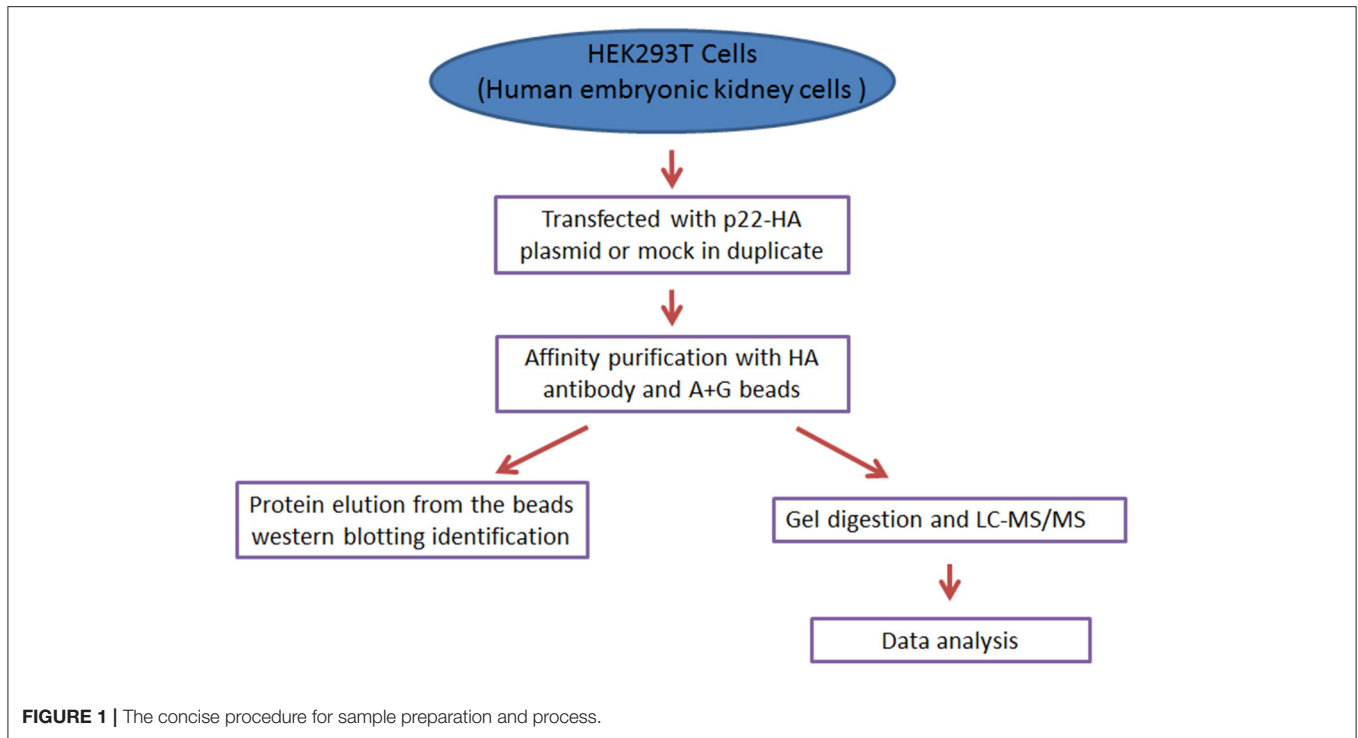 HEK293T Cells
(Human embryonic kidney cells )
Transfected with p22-HA
plasmid or mock in duplicate
Affinity purification with HA
antibody and A+G beads
Protein elution from the beads
western blotting identification
Gel digestion and LC-MS/MS
Data analysis
FIGURE 1 | The concise procedure for sample preparation and process.